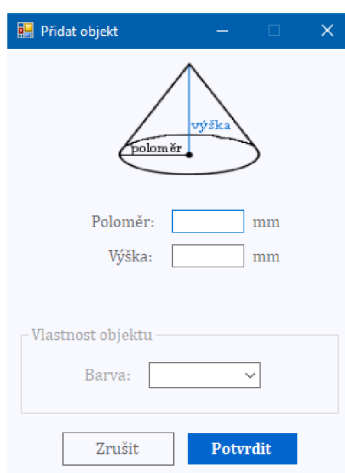 Přidat objekt
výška
poloměr
Poloměr: mm
Výška: mm
Vlastnost objektu
Barva:
Zrušit Potvrdit